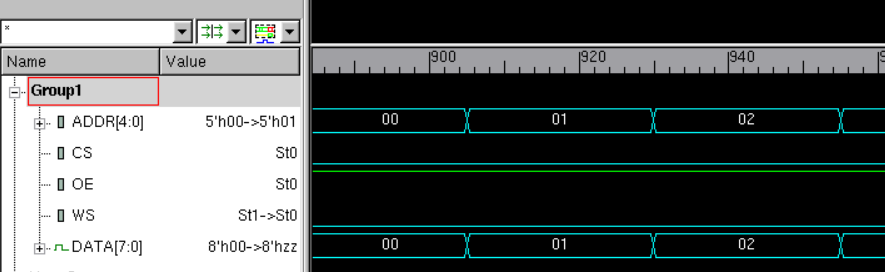 *
Name Value
900 920 940 9
Group1
ADDR[4:0] 5'h00->5'h01 00 01 02
CS St0
OE St0
WS St1->St0
DATA[7:0] 8'h00->8'hzz 00 01 02